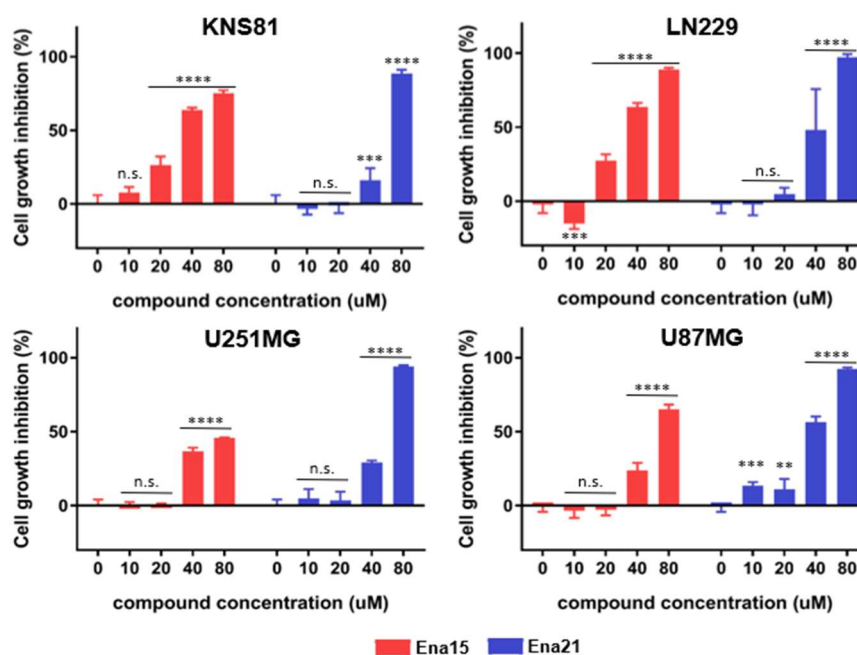 KNS81
Cell growth inhibition (%)
100
50
0
n.s.
****
n.s.
***
****
0 10 20 40 80 0 10 20 40 80
compound concentration (uM)
LN229
Cell growth inhibition (%)
100
50
0
***
****
n.s.
****
0 10 20 40 80 0 10 20 40 80
compound concentration (uM)
U251MG
Cell growth inhibition (%)
100
50
0
n.s.
****
n.s.
****
0 10 20 40 80 0 10 20 40 80
compound concentration (uM)
U87MG
Cell growth inhibition (%)
100
50
0
n.s.
****
***
**
****
0 10 20 40 80 0 10 20 40 80
compound concentration (uM)
Ena15 Ena21